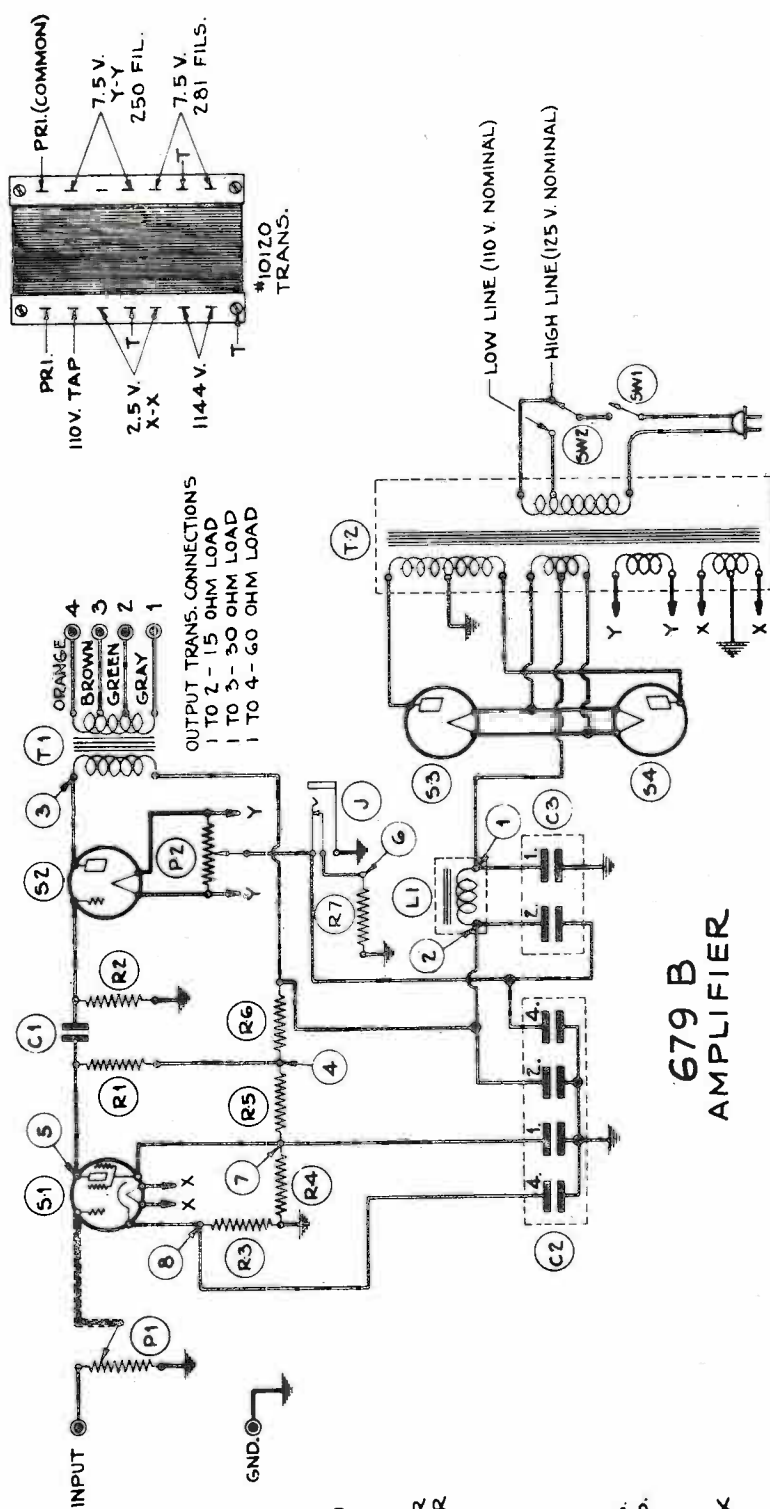 INPUT
GND.
P1
S1
5
X
X
8
R3
R4
7
R5
R1
C1
R2
R6
4
S2
3
P2
Y
Y
T1
ORANGE
BROWN
GREEN
GRAY
4
3
2
1
OUTPUT TRANS. CONNECTIONS
1 TO 2 - 15 OHM LOAD
1 TO 3 - 30 OHM LOAD
1 TO 4 - 60 OHM LOAD
J
R7
6
L1
1
2
C3
2.
1.
C2
4.
1.
2.
4.
S3
S4
T2
Y
Y
X
X
SW2
SW1
LOW LINE (110 V. NOMINAL)
HIGH LINE (125 V. NOMINAL)
PRI.
110 V. TAP
2.5 V.
X-X
T
1144 V.
T
PRI. (COMMON)
7.5 V.
Y-Y
250 FIL.
7.5 V.
281 FILS.
T
#10120
TRANS.
679 B
AMPLIFIER